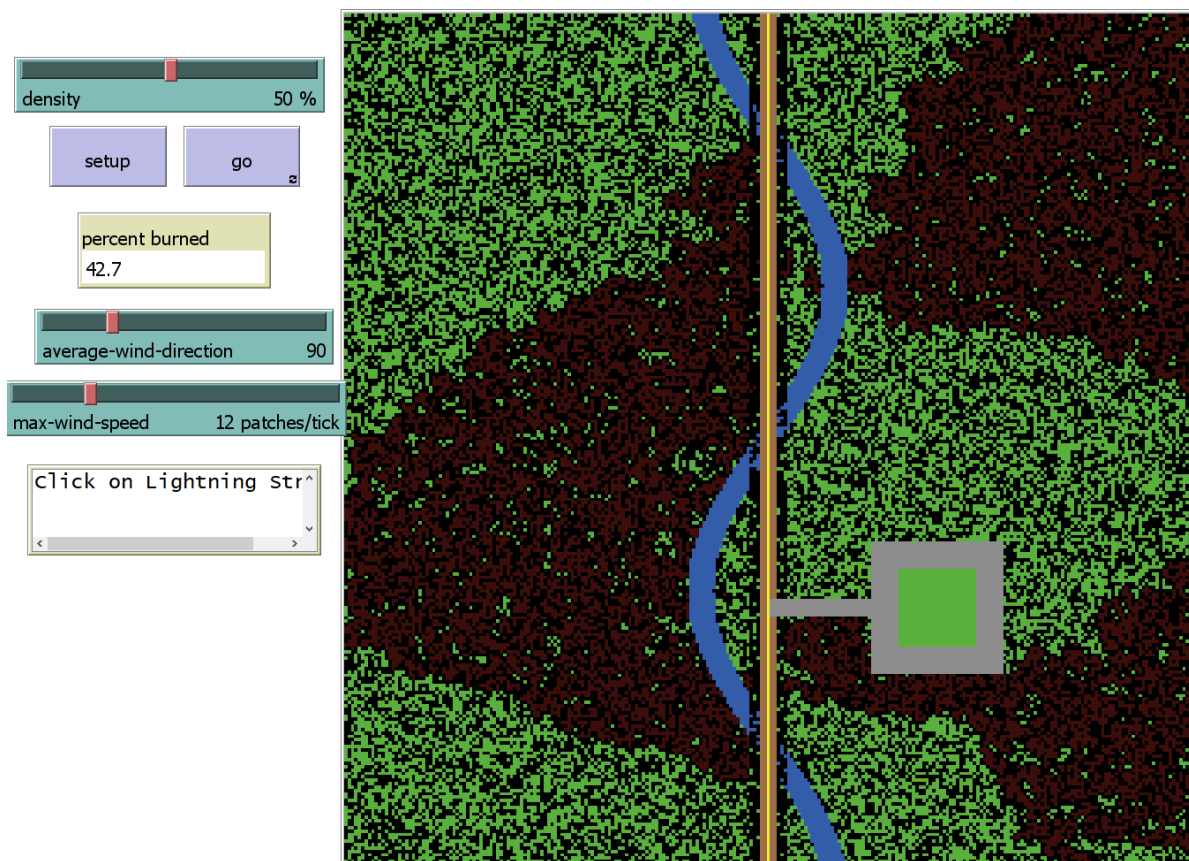 density 50 %
setup
go
percent burned
42.7
average-wind-direction 90
max-wind-speed 12 patches/tick
Click on Lightning Str